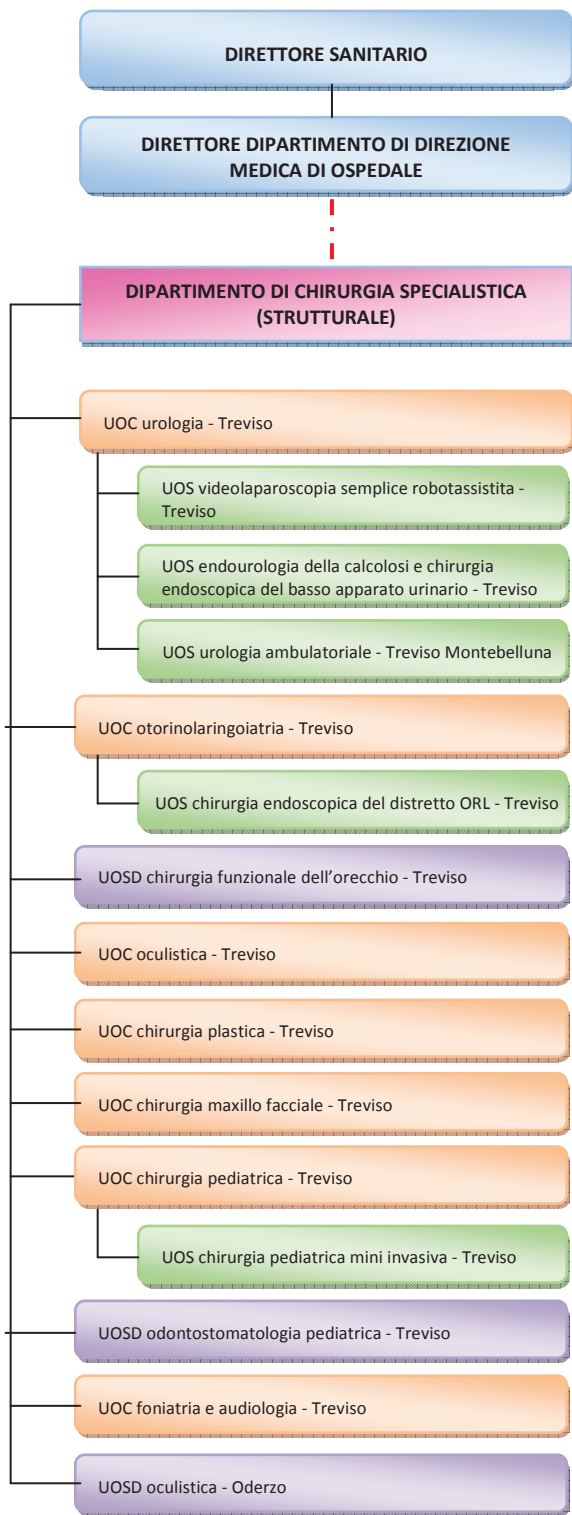 DIRETTORE SANITARIO
DIRETTORE DIPARTIMENTO DI DIREZIONE
MEDICA DI OSPEDALE
DIPARTIMENTO DI CHIRURGIA SPECIALISTICA
(STRUTTURALE)
UOC urologia - Treviso
UOS videolaparoscopia semplice robotassistita -
Treviso
UOS endourologia della calcolosi e chirurgia
endoscopica del basso apparato urinario - Treviso
UOS urologia ambulatoriale - Treviso Montebelluna
UOC otorinolaringoiatria - Treviso
UOS chirurgia endoscopica del distretto ORL - Treviso
UOSD chirurgia funzionale dell’orecchio - Treviso
UOC oculistica - Treviso
UOC chirurgia plastica - Treviso
UOC chirurgia maxillo facciale - Treviso
UOC chirurgia pediatrica - Treviso
UOS chirurgia pediatrica mini invasiva - Treviso
UOSD odontostomatologia pediatrica - Treviso
UOC foniatria e audiologia - Treviso
UOSD oculistica - Oderzo